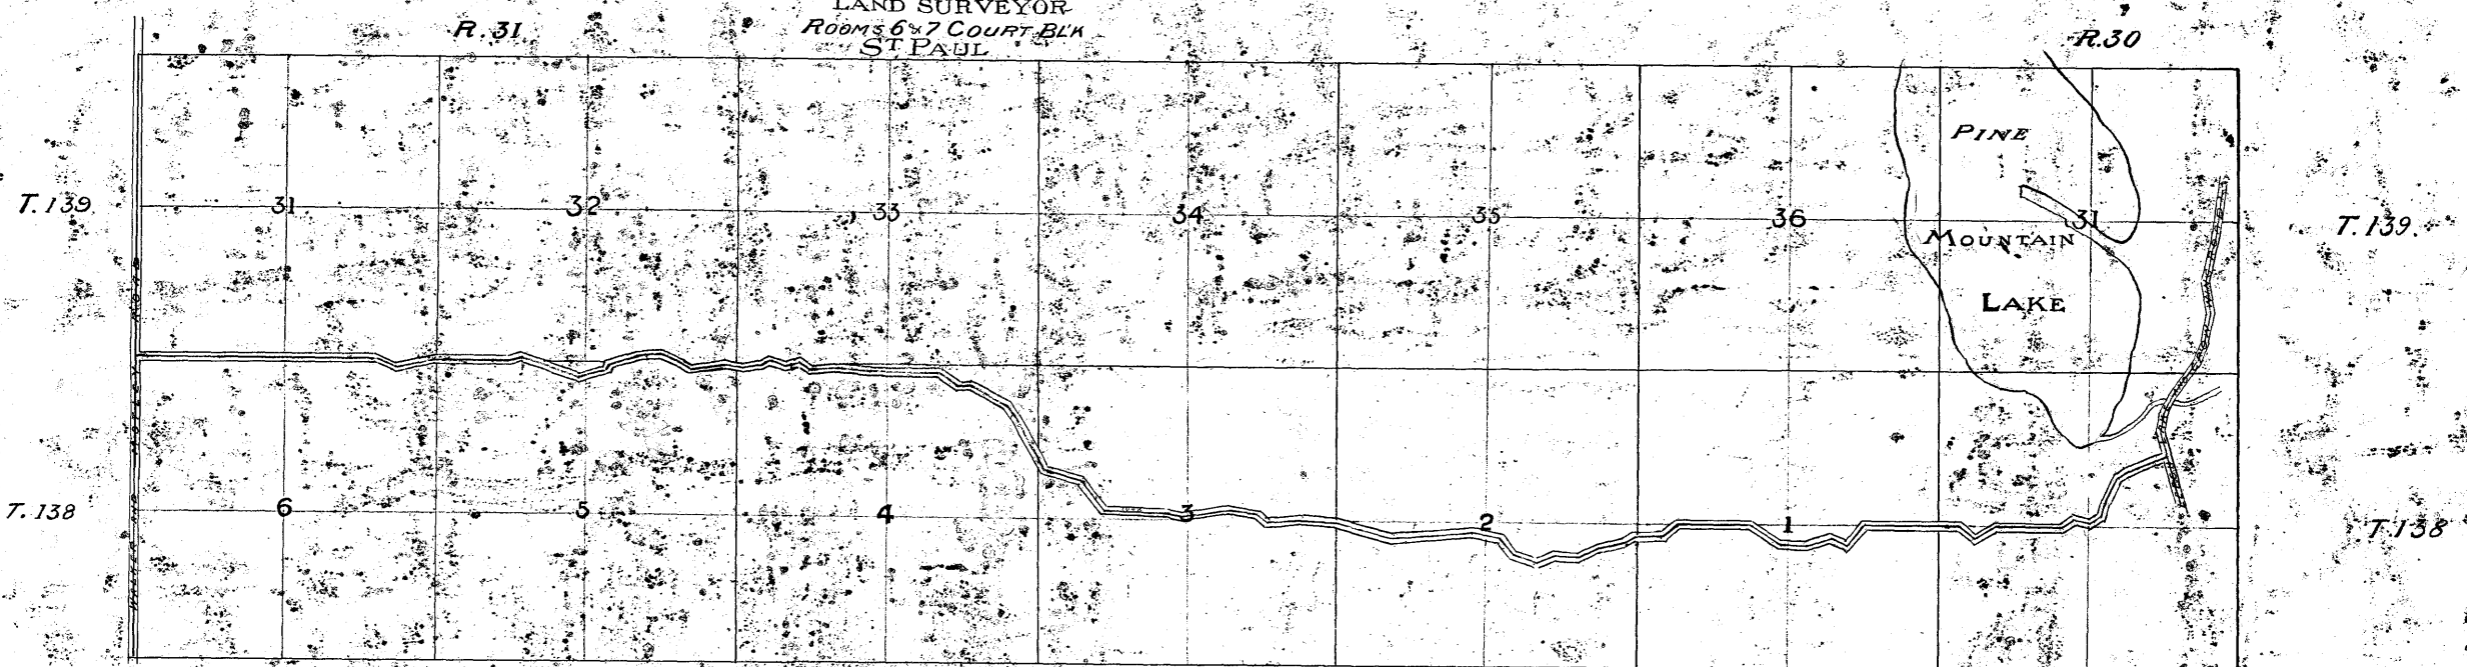 LAND SURVEYOR
ROOMS 6 & 7 COURT BL'K
ST PAUL
R. 31
R. 30
PINE
T. 139.
31
32
33
34
35
36
31
T. 139.
MOUNTAIN
LAKE
T. 138
6
5
4
3
2
1
T. 138